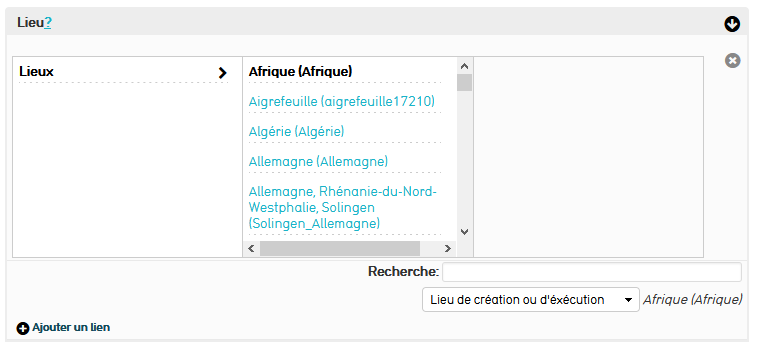 Lieu?
Lieux
Afrique (Afrique)
Aigrefeuille (aigrefeuille17210)
Algérie (Algérie)
Allemagne (Allemagne)
Allemagne, Rhénanie-du-Nord-
Westphalie, Solingen
(Solingen_Allemagne)
Recherche:
Lieu de création ou d'éxécution Afrique (Afrique)
Ajouter un lien